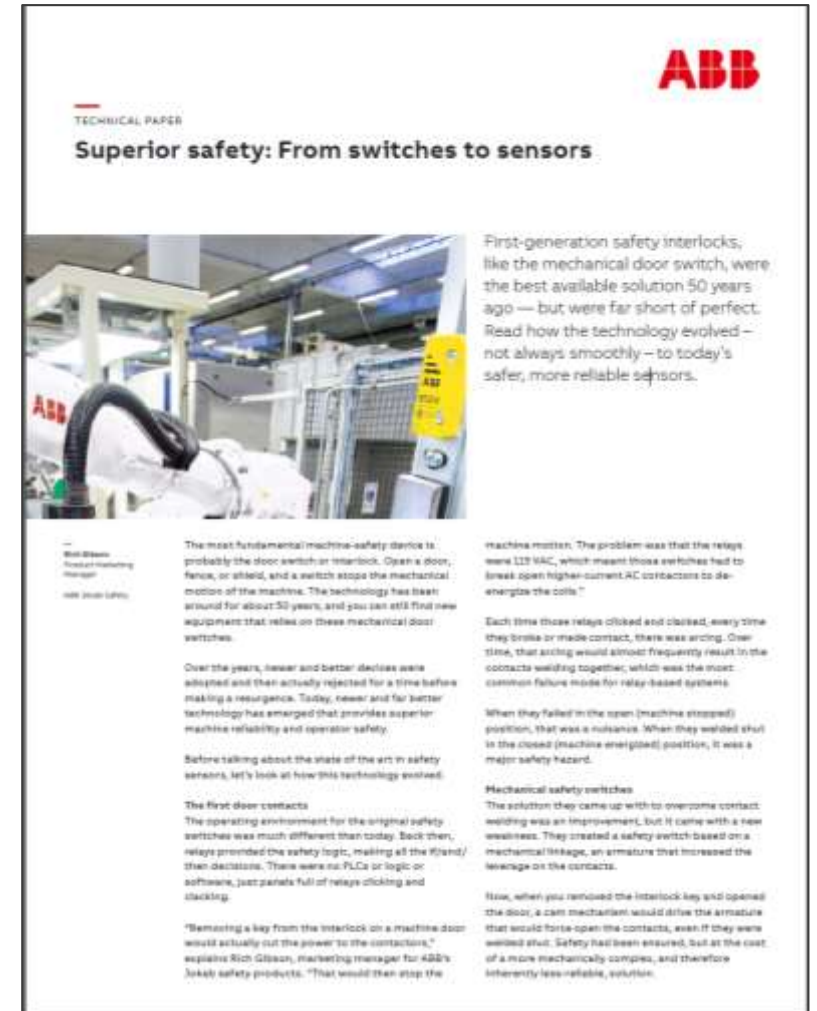 ABB
TECHNICAL PAPER
Superior safety: From switches to sensors
First-generation safety interlocks,
like the mechanical door switch, were
the best available solution 50 years
ago — but were far short of perfect.
Read how the technology evolved –
not always smoothly – to today's
safer, more reliable sensors.
ABB
ABB
Rich Gibson
Product Marketing
Manager
ABB Jokab Safety
The most fundamental machine-safety device is
probably the door switch or interlock. Open a door,
fence, or shield, and a switch stops the mechanical
motion of the machine. The technology has been
around for about 50 years, and you can still find new
equipment that relies on these mechanical door
switches.
Over the years, newer and better devices were
adopted and then actually rejected for a time before
making a resurgence. Today, newer and far better
technology has emerged that provides superior
machine reliability and operator safety.
Before talking about the state of the art in safety
sensors, let's look at how this technology evolved.
The first door contacts
The operating environment for the original safety
switches was much different than today. Back then,
relays provided the safety logic, making all the if/and/
then decisions. There were no PLCs or logic or
software, just panels full of relays clicking and
clacking.
"Removing a key from the interlock on a machine door
would actually cut the power to the contactors,"
explains Rich Gibson, marketing manager for ABB's
Jokab safety products. "That would then stop the
machine motion. The problem was that the relays
were 115 VAC, which meant those switches had to
break open higher-current AC contactors to de-
energize the coils."
Each time those relays clicked and clacked, every time
they broke or made contact, there was arcing. Over
time, that arcing would almost frequently result in the
contacts welding together, which was the most
common failure mode for relay-based systems.
When they failed in the open (machine stopped)
position, that was a nuisance. When they welded shut
in the closed (machine energized) position, it was a
major safety hazard.
Mechanical safety switches
The solution they came up with to overcome contact
welding was an improvement, but it came with a new
weakness. They created a safety switch based on a
mechanical linkage, an armature that increased the
leverage on the contacts.
Now, when you removed the interlock key and opened
the door, a cam mechanism would drive the armature
that would force open the contacts, even if they were
welded shut. Safety had been ensured, but at the cost
of a more mechanically complex, and therefore
inherently less reliable, solution.